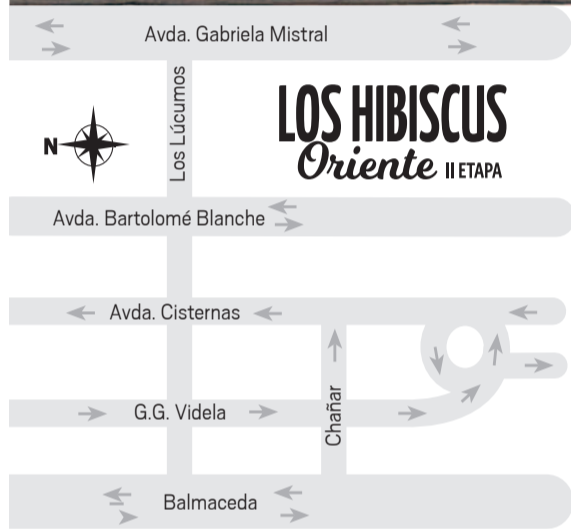 Avda. Gabriela Mistral
Los Lúcumos
LOS HIBISCUS
Oriente II ETAPA
N
Avda. Bartolomé Blanche
Avda. Cisternas
G.G. Videla
Chañar
Balmaceda